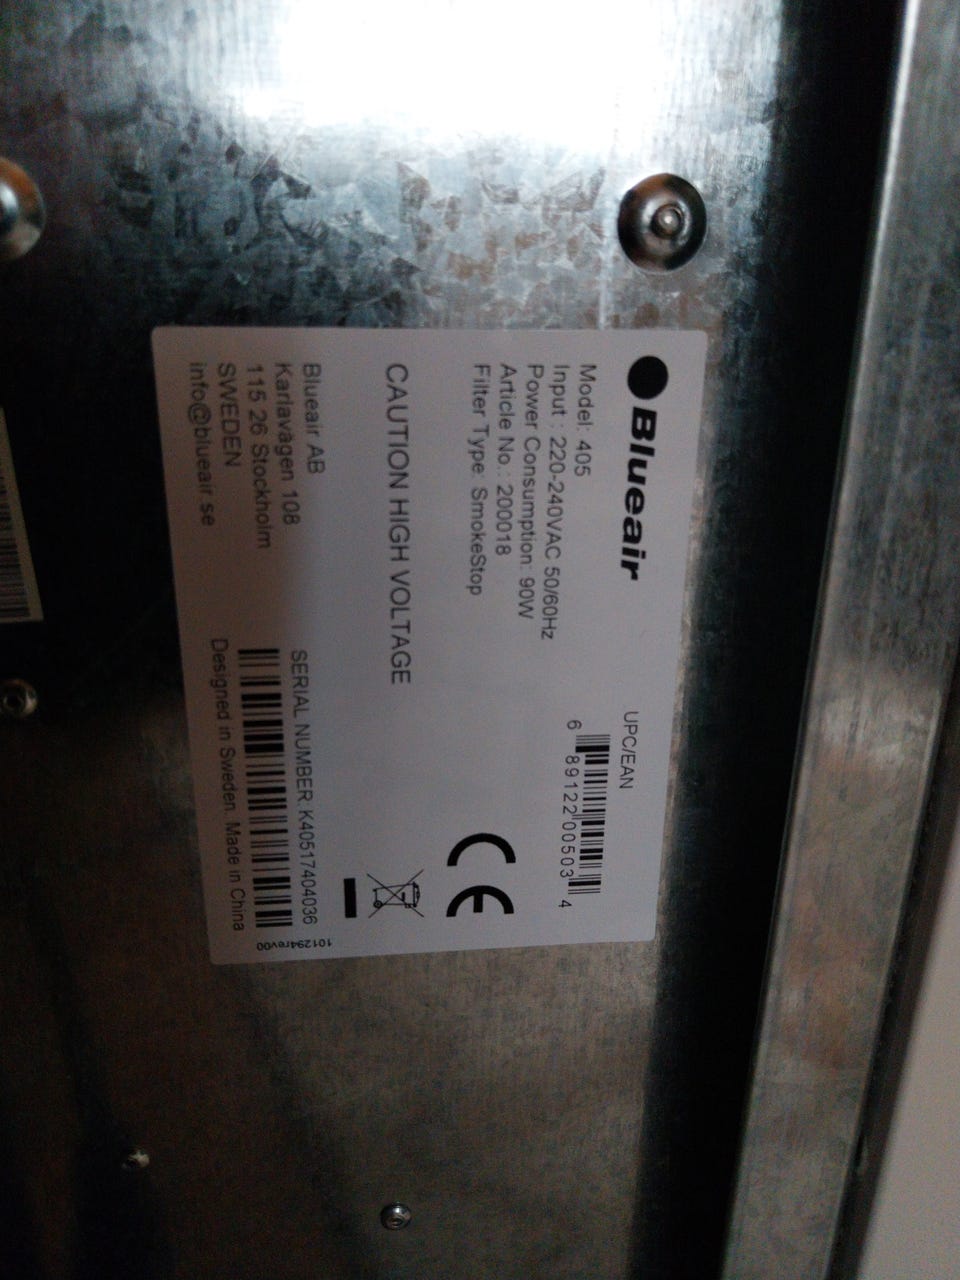 Blueair
Model: 405
Input : 220-240VAC 50/60Hz
Power Consumption: 90W
Article No.: 200018
Filter Type: SmokeStop
UPC/EAN
6 89122 00503 4
CAUTION HIGH VOLTAGE
CE
Blueair AB
Karlavägen 108
115 26 Stockholm
SWEDEN
info@blueair.se
SERIAL NUMBER: K40517404036
Designed in Sweden. Made in China
101294rev00